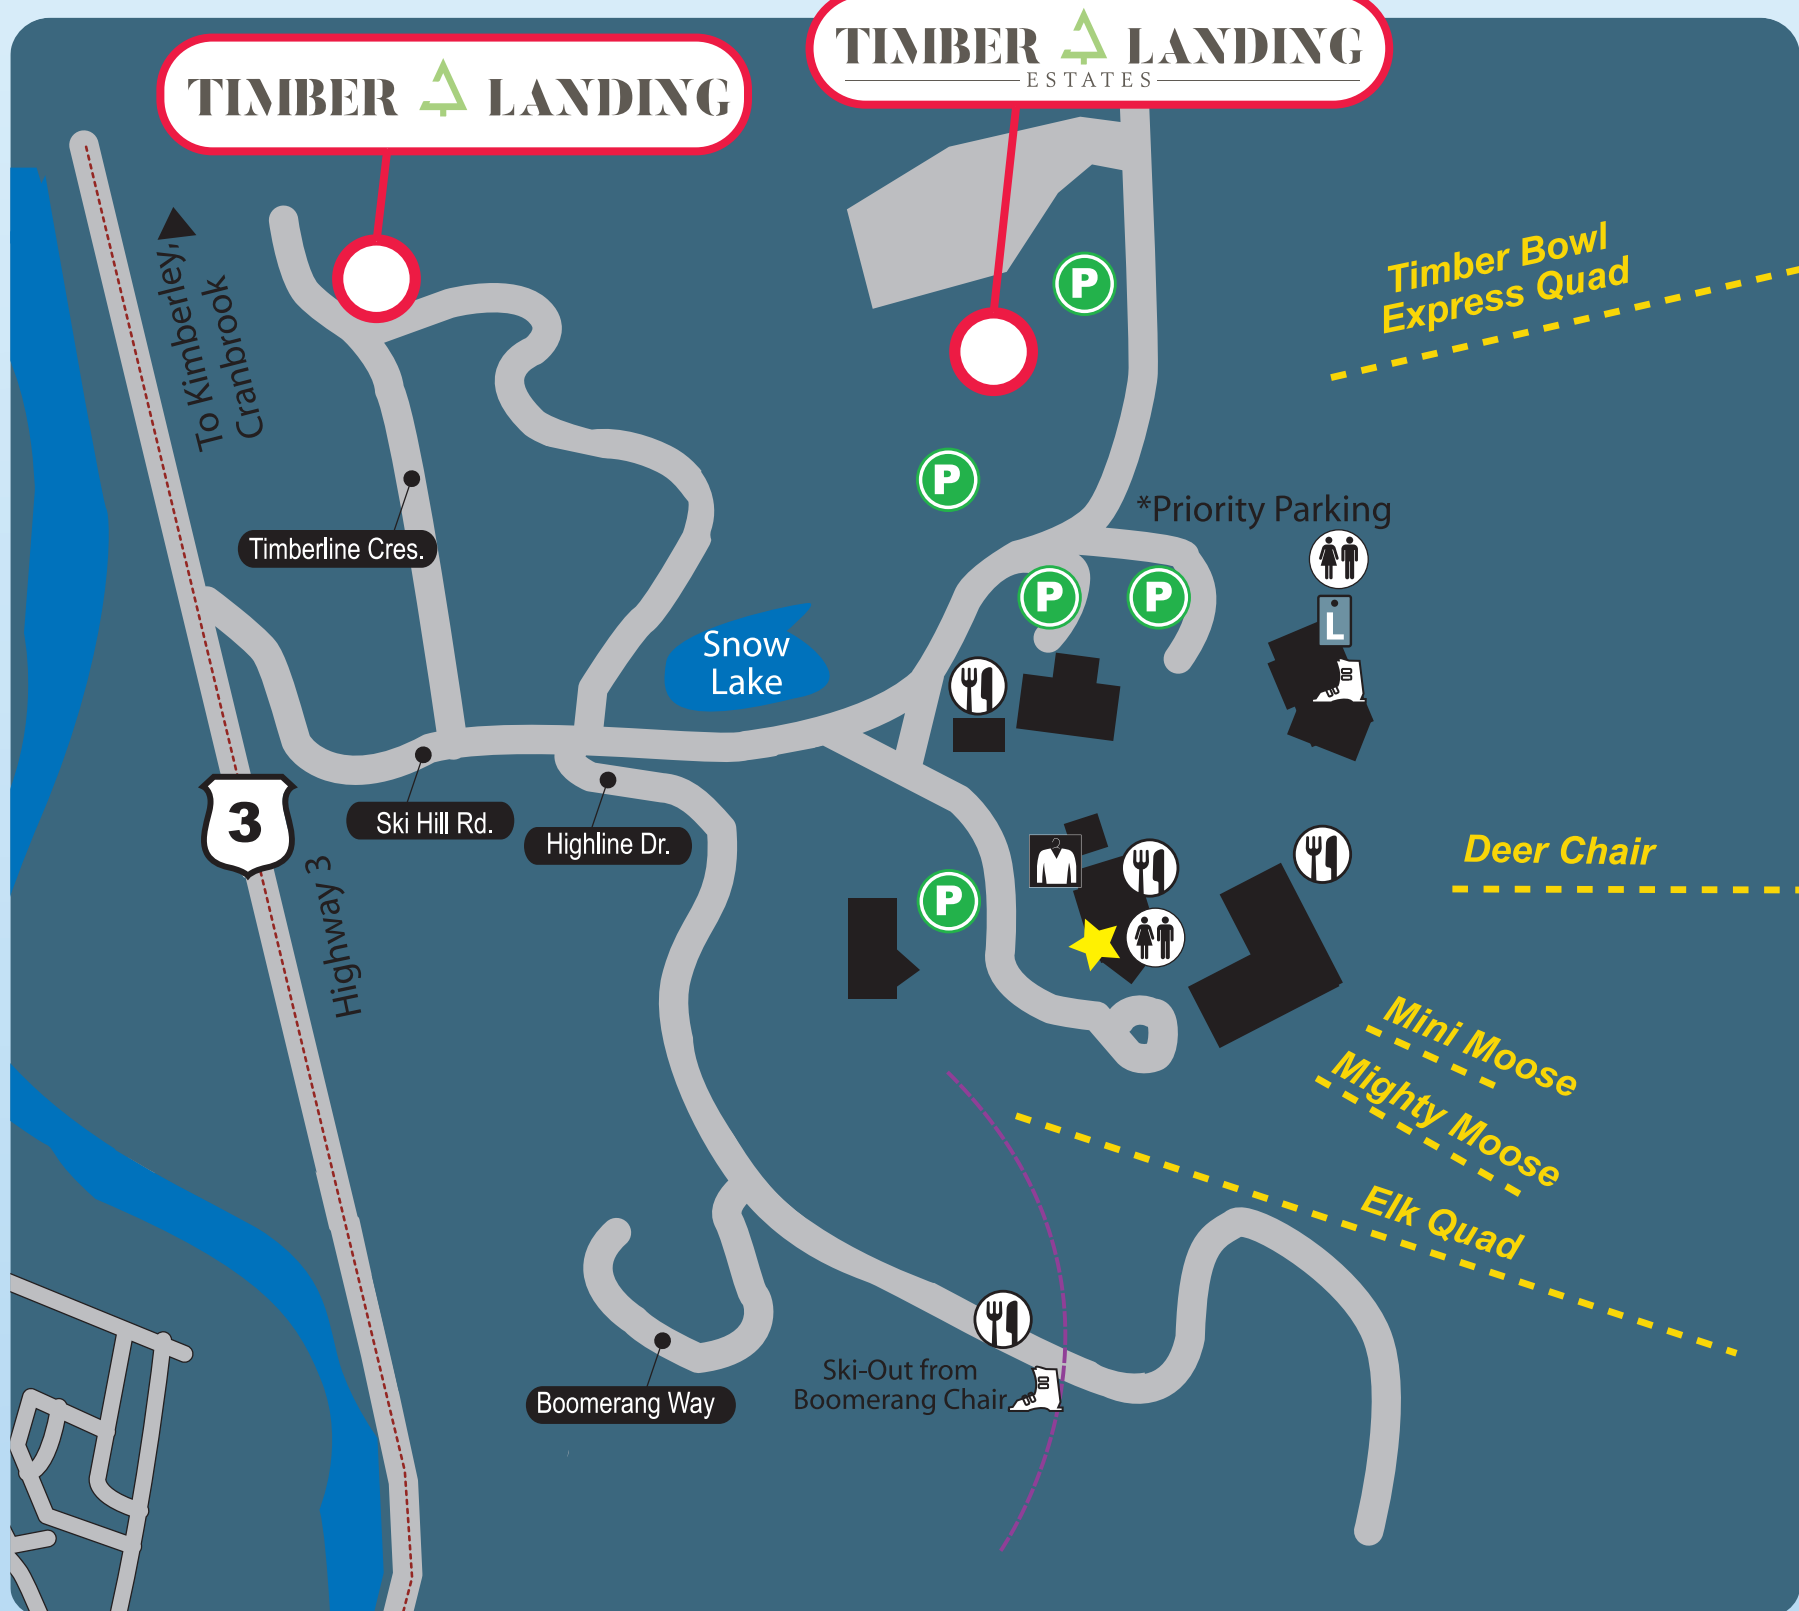 TIMBER LANDING
TIMBER LANDING
ESTATES
To Kimberley,
Cranbrook
Timber Bowl
Express Quad
P
P
*Priority Parking
Timberline Cres.
P
P
L
Snow
Lake
3
Ski Hill Rd.
Highline Dr.
Highway 3
P
Deer Chair
Mini Moose
Mighty Moose
Elk Quad
Ski-Out from
Boomerang Chair
Boomerang Way